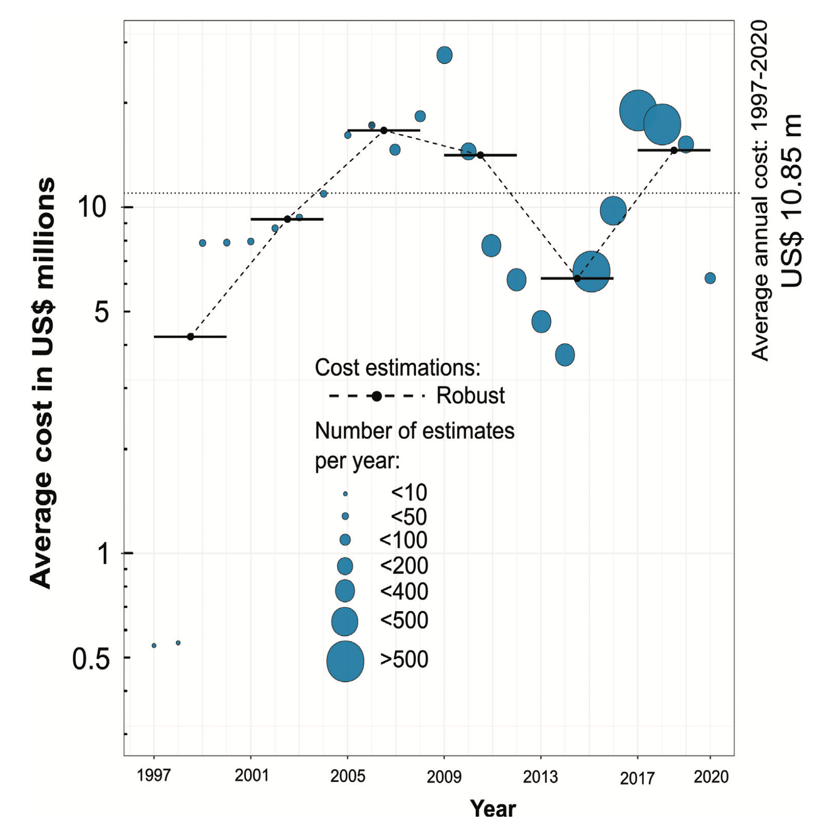 Average cost in US$ millions
10
5
1
0.5
Cost estimations:
Robust
Number of estimates
per year:
<10
<50
<100
<200
<400
<500
>500
1997
2001
2005
2009
2013
2017
2020
Year
Average annual cost: 1997-2020
US$ 10.85 m